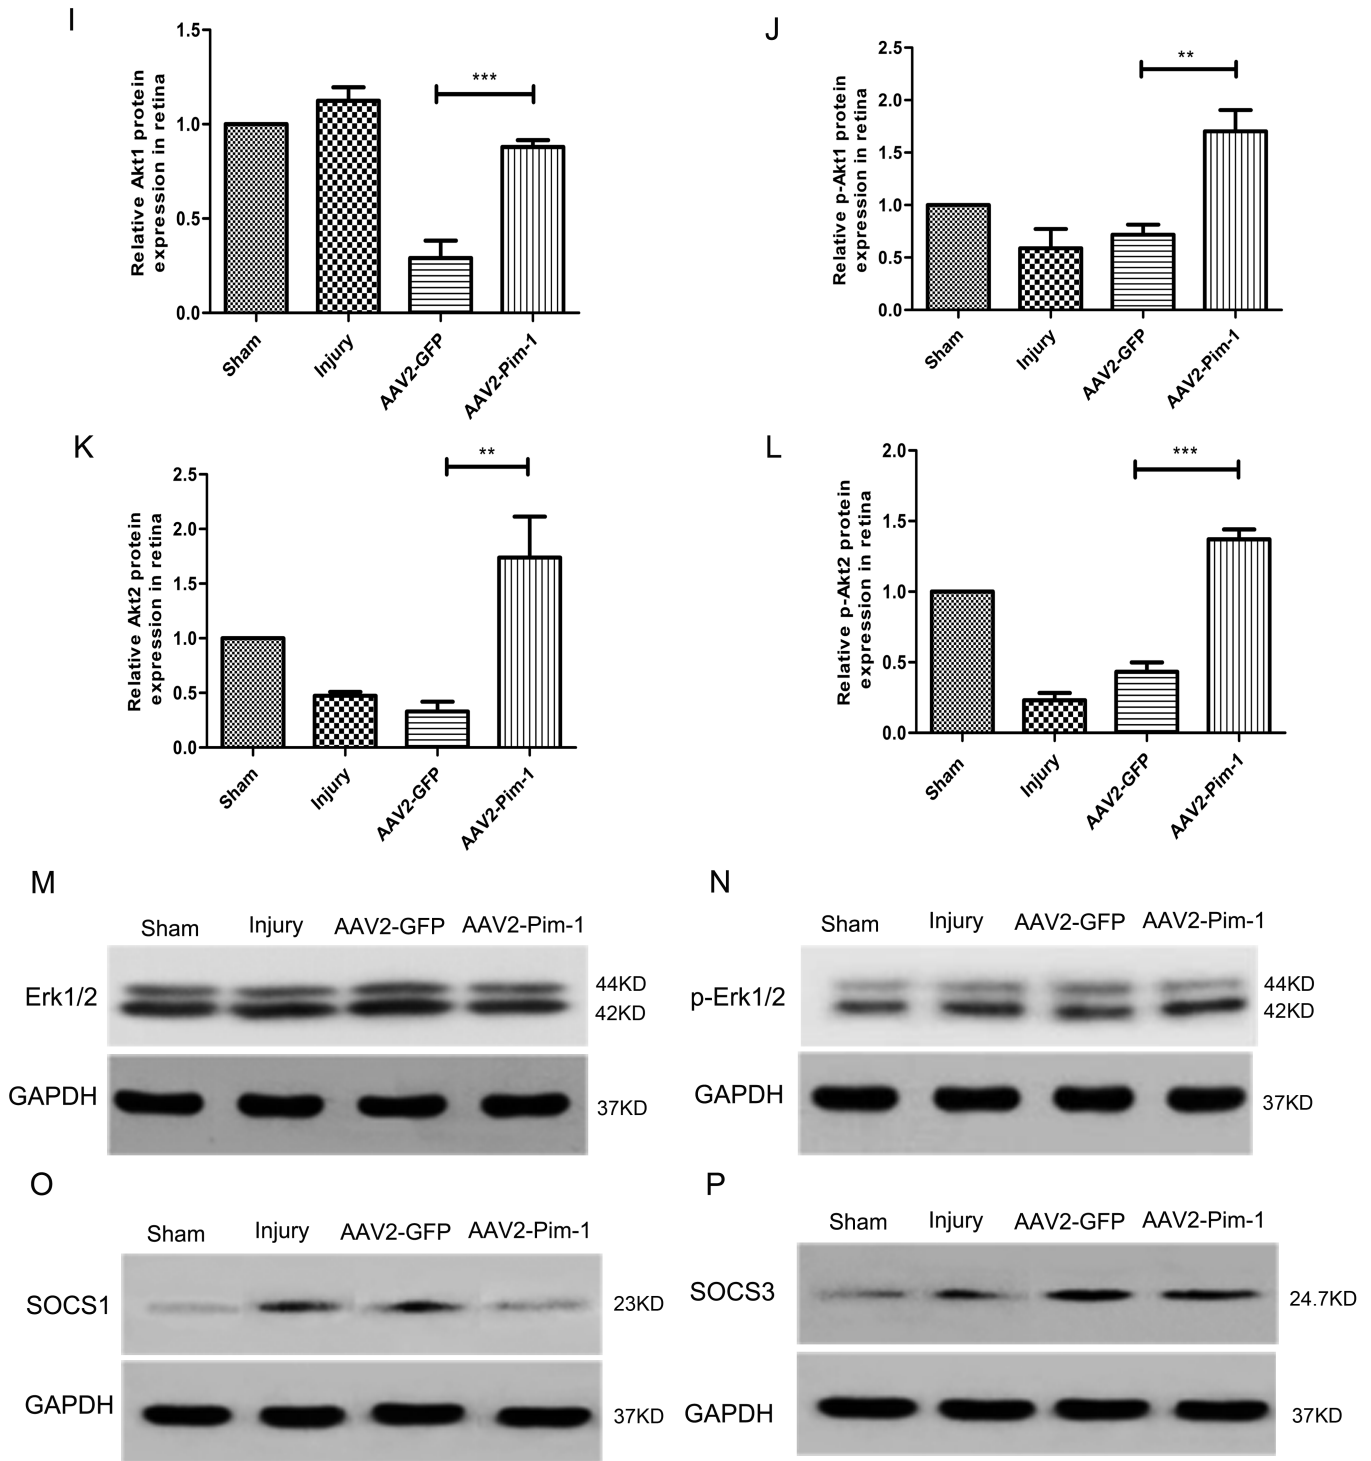 I
Relative Akt1 protein
expression in retina
1.5
1.0
0.5
0.0
***
Sham
Injury
AAV2-GFP
AAV2-Pim-1
J
Relative p-Akt1 protein
expression in retina
2.5
2.0
1.5
1.0
0.5
0.0
**
Sham
Injury
AAV2-GFP
AAV2-Pim-1
K
Relative Akt2 protein
expression in retina
2.5
2.0
1.5
1.0
0.5
0.0
**
Sham
Injury
AAV2-GFP
AAV2-Pim-1
L
Relative p-Akt2 protein
expression in retina
2.0
1.5
1.0
0.5
0.0
***
Sham
Injury
AAV2-GFP
AAV2-Pim-1
M
Sham Injury AAV2-GFP AAV2-Pim-1
Erk1/2
44KD
42KD
GAPDH
37KD
N
Sham Injury AAV2-GFP AAV2-Pim-1
p-Erk1/2
44KD
42KD
GAPDH
37KD
O
Sham Injury AAV2-GFP AAV2-Pim-1
SOCS1
23KD
GAPDH
37KD
P
Sham Injury AAV2-GFP AAV2-Pim-1
SOCS3
24.7KD
GAPDH
37KD